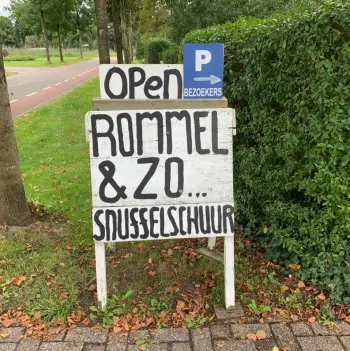 OPen
P
BEZOEKERS
ROMMEL
& ZO...
SNUSSELSCHUUR